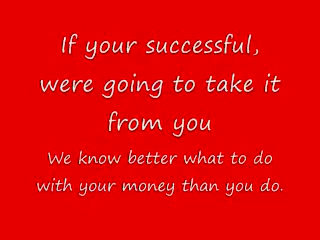 If your successful,
were going to take it
from you
We know better what to do
with your money than you do.